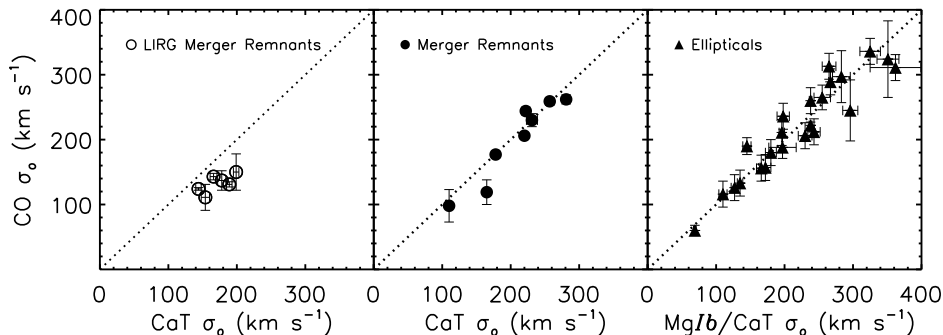 400
300
200
100
CO σₒ (km s⁻¹)
LIRG Merger Remnants
Merger Remnants
Ellipticals
0 100 200 300
0 100 200 300
0 100 200 300 400
CaT σₒ (km s⁻¹)
CaT σₒ (km s⁻¹)
MgIb/CaT σₒ (km s⁻¹)